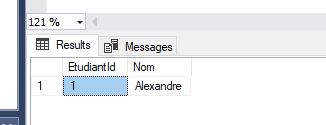 121 %
Results Messages
EtudiantId Nom
1 1 Alexandre